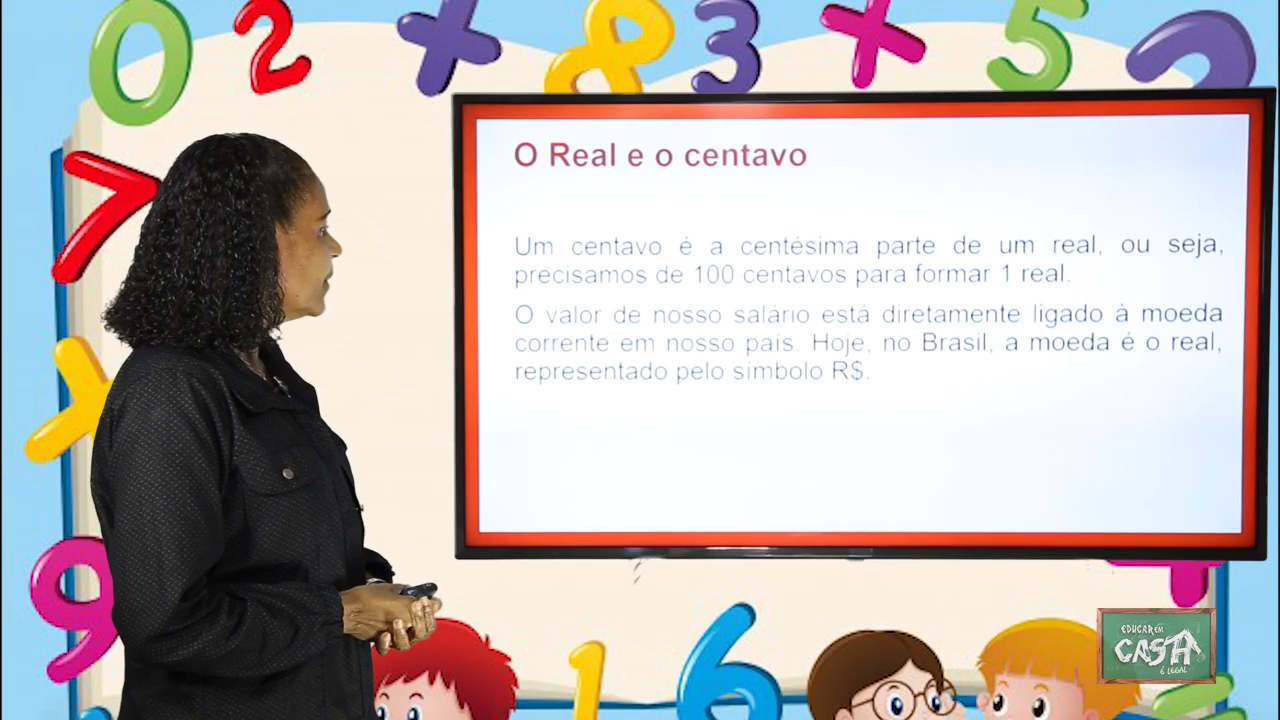 O Real e o centavo
Um centavo é a centésima parte de um real, ou seja,
precisamos de 100 centavos para formar 1 real.
O valor de nosso salário está diretamente ligado à moeda
corrente em nosso país. Hoje, no Brasil, a moeda é o real,
representado pelo símbolo R$.
EDUCAR EM
CASA
É LEGAL